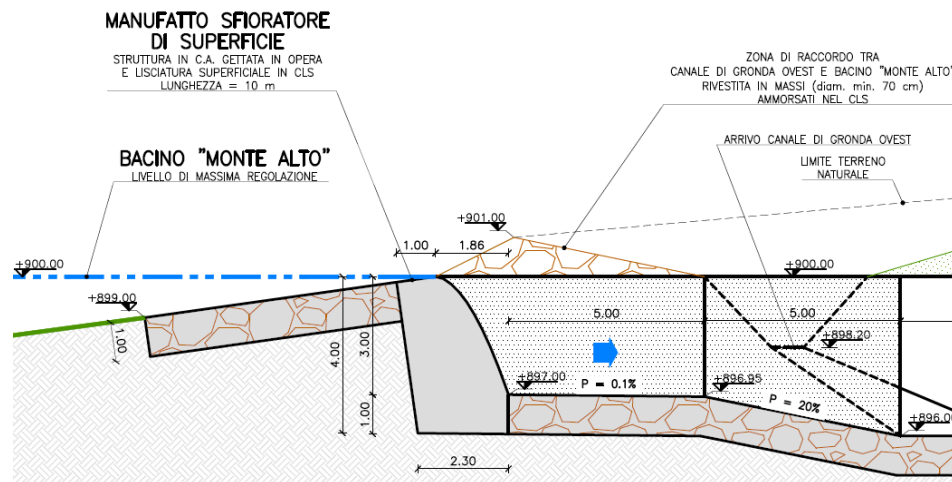 MANUFATTO SFIORATORE
DI SUPERFICIE
STRUTTURA IN C.A. GETTATA IN OPERA
E LISCIATURA SUPERFICIALE IN CLS
LUNGHEZZA = 10 m
ZONA DI RACCORDO TRA
CANALE DI GRONDA OVEST E BACINO "MONTE ALTO"
RIVESTITA IN MASSI (diam. min. 70 cm)
AMMORSATI NEL CLS
ARRIVO CANALE DI GRONDA OVEST
BACINO "MONTE ALTO"
LIVELLO DI MASSIMA REGOLAZIONE
LIMITE TERRENO
NATURALE
+901.00
1.00
1.86
+900.00
+900.00
+899.00
1.00
4.00
3.00
5.00
5.00
+898.20
+897.00
P = 0.1%
+896.95
P = 20%
1.00
+896.00
2.30